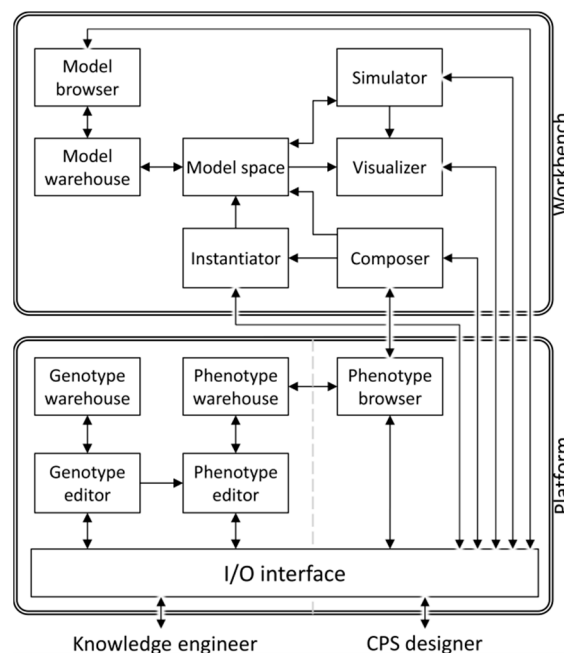 Model
browser
Simulator
Model
warehouse
Model space
Visualizer
Instantiator
Composer
Workbench
Genotype
warehouse
Phenotype
warehouse
Phenotype
browser
Genotype
editor
Phenotype
editor
Platform
I/O interface
Knowledge engineer
CPS designer